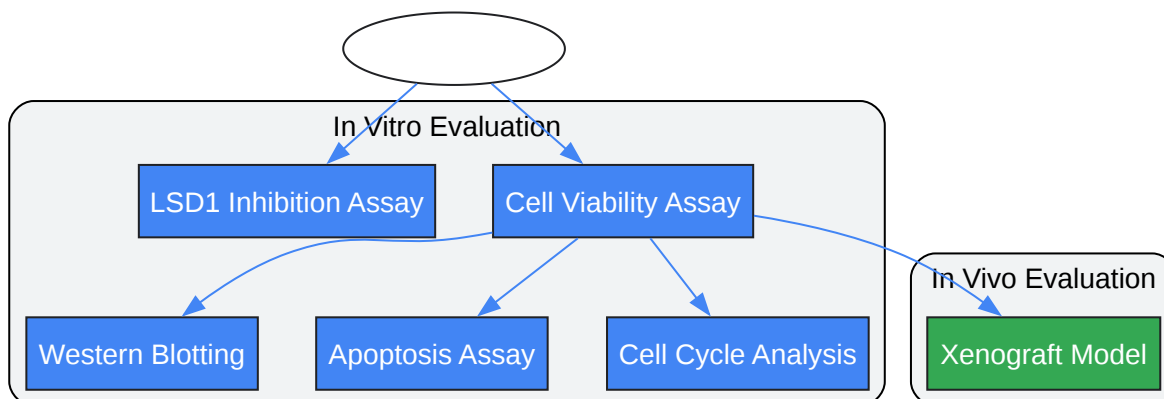 In Vitro Evaluation
LSD1 Inhibition Assay
Cell Viability Assay
In Vivo Evaluation
Western Blotting
Apoptosis Assay
Cell Cycle Analysis
Xenograft Model